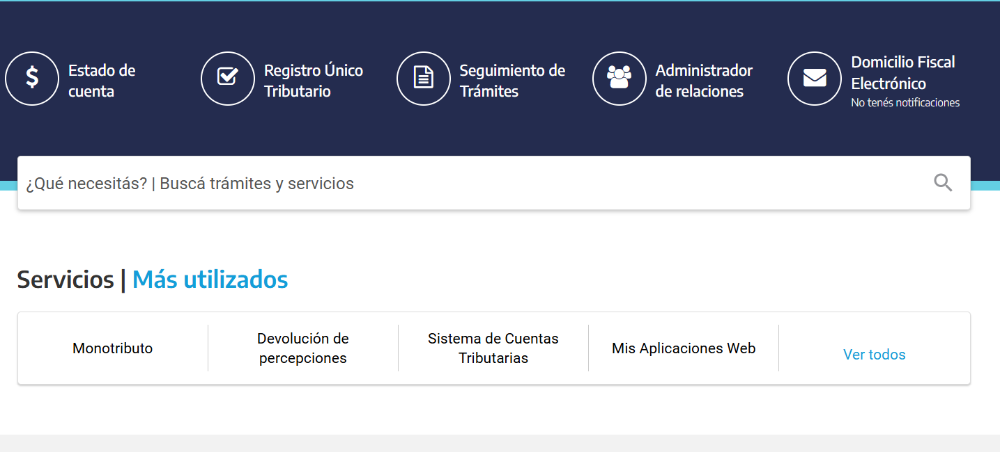 Estado de
cuenta
Registro Único
Tributario
Seguimiento de
Trámites
Administrador
de relaciones
Domicilio Fiscal
Electrónico
No tenés notificaciones
¿Qué necesitás? | Buscá trámites y servicios
Servicios | Más utilizados
Monotributo
Devolución de
percepciones
Sistema de Cuentas
Tributarias
Mis Aplicaciones Web
Ver todos